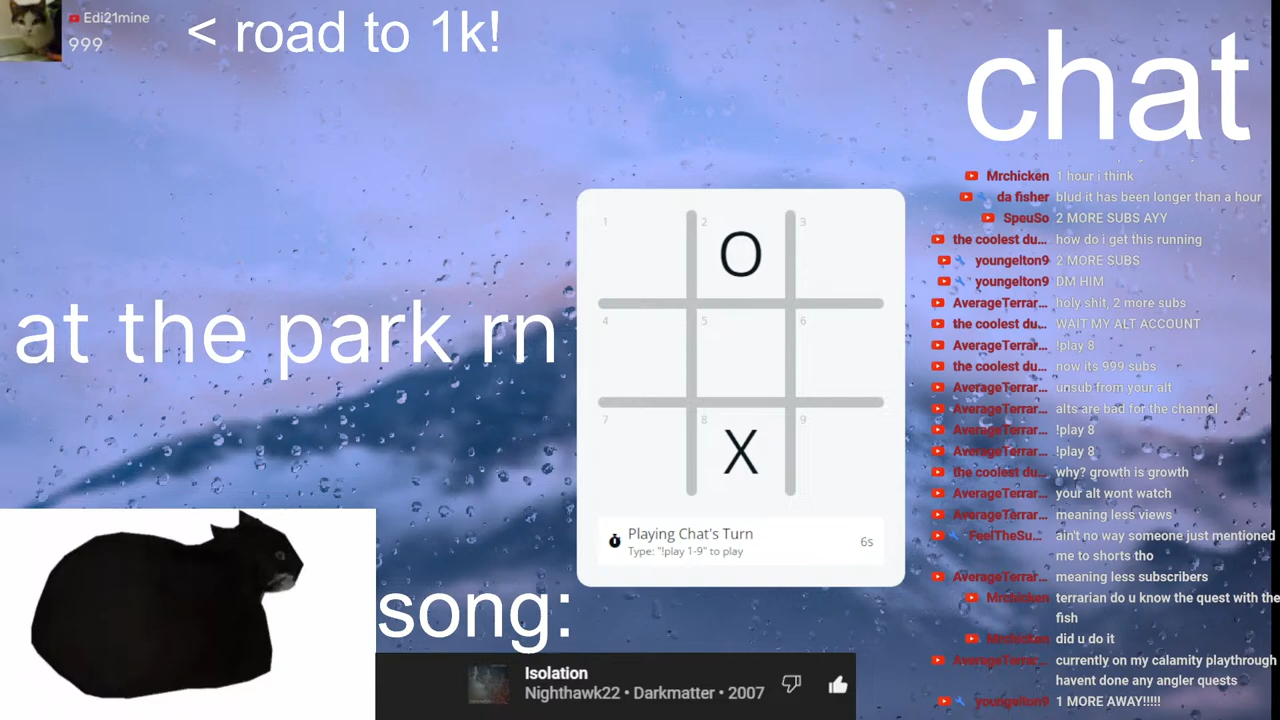 Edi21mine
999
< road to 1k!
chat
at the park rn
1
2
3
O
4
5
6
7
8
9
X
Playing Chat's Turn
Type: "!play 1-9" to play
6s
song:
Isolation
Nighthawk22 • Darkmatter • 2007
Mrchicken 1 hour i think
da fisher blud it has been longer than a hour
SpeuSo 2 MORE SUBS AYY
the coolest du... how do i get this running
youngelton9 2 MORE SUBS
youngelton9 DM HIM
AverageTerrar... holy shit, 2 more subs
the coolest du... WAIT MY ALT ACCOUNT
AverageTerrar... !play 8
the coolest du... now its 999 subs
AverageTerrar... unsub from your alt
AverageTerrar... alts are bad for the channel
AverageTerrar... !play 8
AverageTerrar... !play 8
the coolest du... why? growth is growth
AverageTerrar... your alt wont watch
AverageTerrar... meaning less views
FeelTheSu... ain't no way someone just mentioned
me to shorts tho
AverageTerrar... meaning less subscribers
Mrchicken terrarian do u know the quest with the
fish
Mrchicken did u do it
AverageTerrar... currently on my calamity playthrough
havent done any angler quests
youngelton9 1 MORE AWAY!!!!!